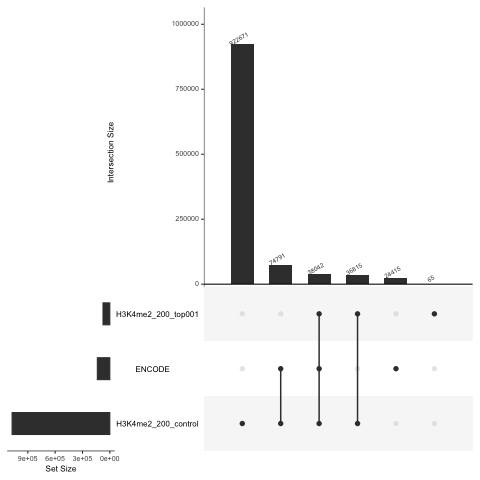 1000000
750000
500000
250000
0
Intersection Size
922671
74791
36815
24415
65
H3K4me2_200_top001
ENCODE
H3K4me2_200_control
9e+05 6e+05 3e+05 0e+00
Set Size